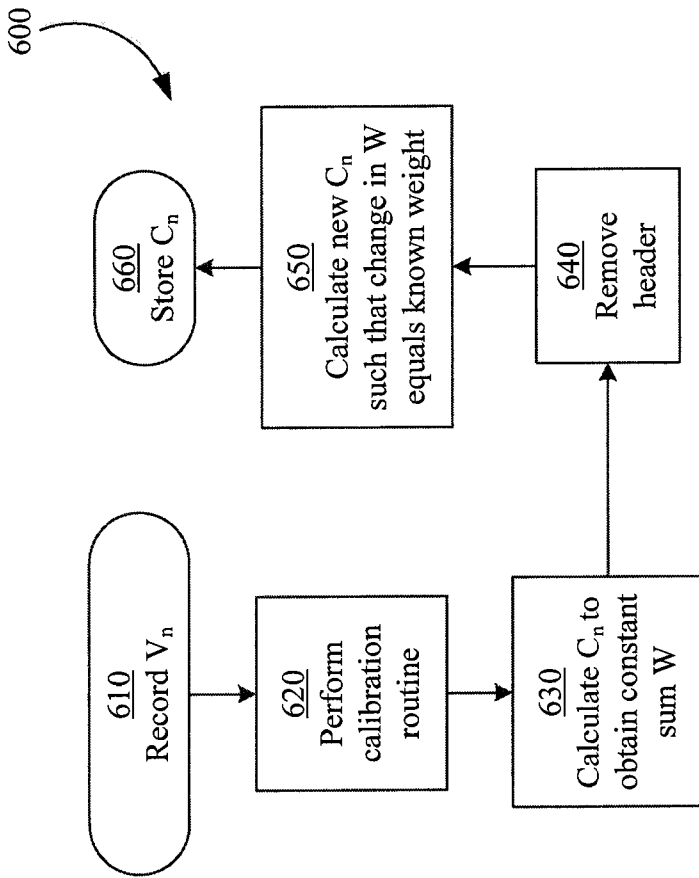 600
610
Record Vn
620
Perform
calibration
routine
630
Calculate Cn to
obtain constant
sum W
640
Remove
header
650
Calculate new Cn
such that change in W
equals known weight
660
Store Cn